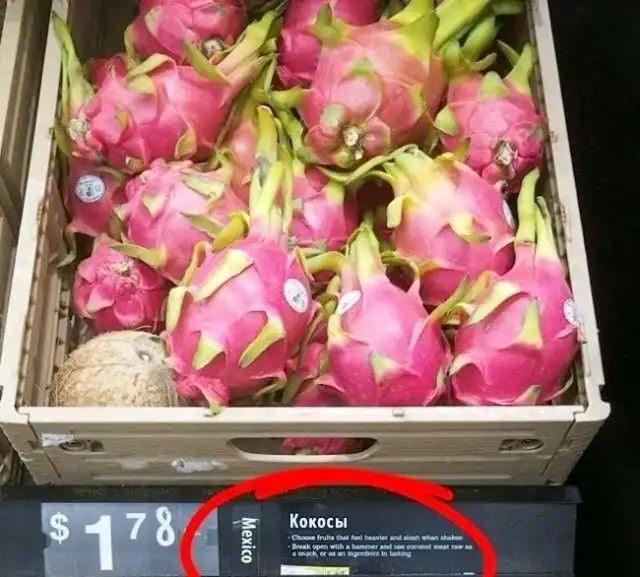 $1 78
Mexico
Кокосы
• Choose fruits that feel heavier and slosh when shaken
• Break open with a hammer and use coconut meat raw as
a snack, or as an ingredient in baking